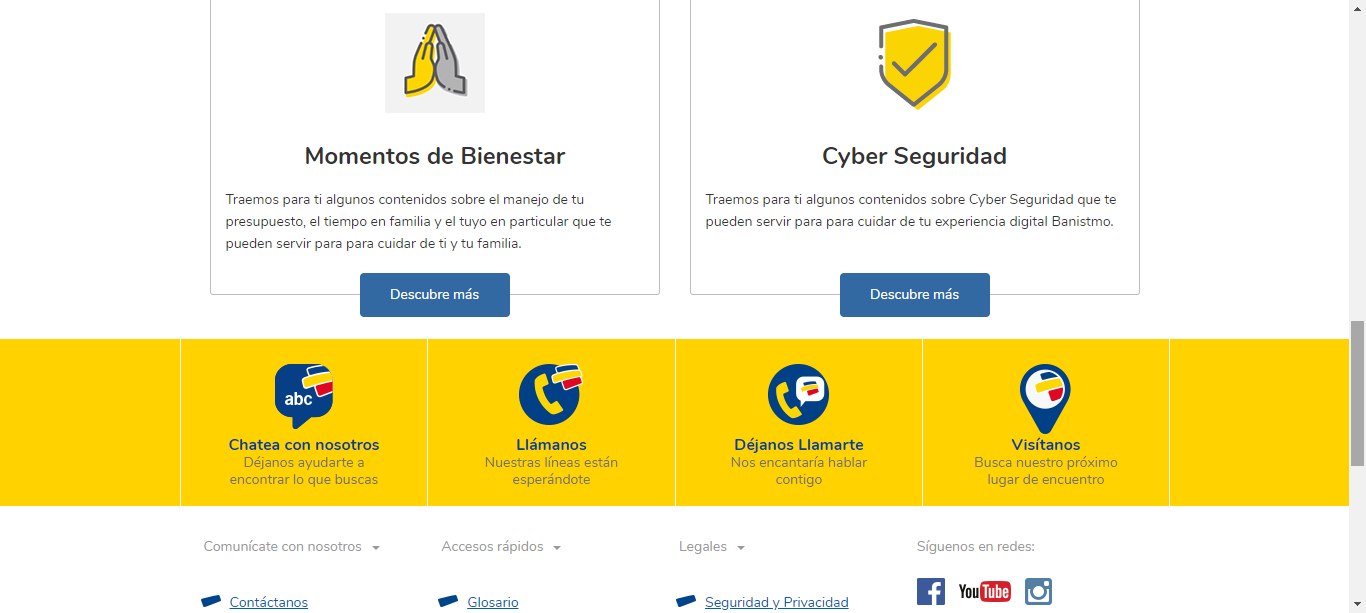 Momentos de Bienestar
Traemos para ti algunos contenidos sobre el manejo de tu
presupuesto, el tiempo en familia y el tuyo en particular que te
pueden servir para para cuidar de ti y tu familia.
Descubre más
Cyber Seguridad
Traemos para ti algunos contenidos sobre Cyber Seguridad que te
pueden servir para para cuidar de tu experiencia digital Banistmo.
Descubre más
abc
Chatea con nosotros
Déjanos ayudarte a
encontrar lo que buscas
Llámanos
Nuestras líneas están
esperándote
Déjanos Llamarte
Nos encantaría hablar
contigo
Visítanos
Busca nuestro próximo
lugar de encuentro
Comunícate con nosotros
Contáctanos
Accesos rápidos
Glosario
Legales
Seguridad y Privacidad
Síguenos en redes:
f
YouTube